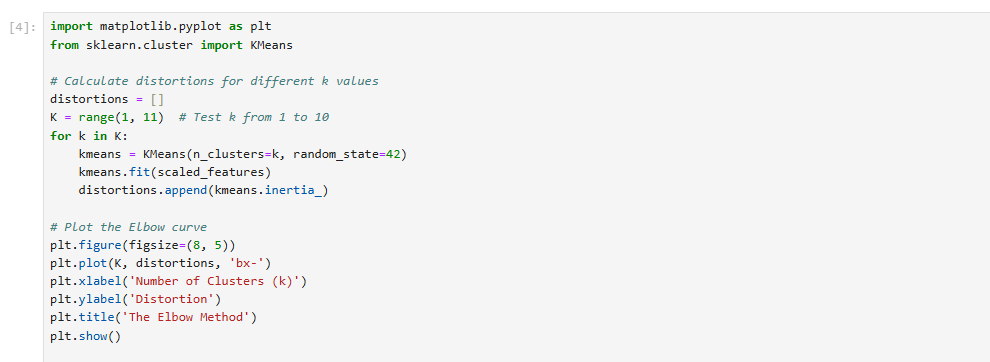 [4]:
import matplotlib.pyplot as plt
from sklearn.cluster import KMeans
# Calculate distortions for different k values
distortions = []
K = range(1, 11)  # Test k from 1 to 10
for k in K:
    kmeans = KMeans(n_clusters=k, random_state=42)
    kmeans.fit(scaled_features)
    distortions.append(kmeans.inertia_)
# Plot the Elbow curve
plt.figure(figsize=(8, 5))
plt.plot(K, distortions, 'bx-')
plt.xlabel('Number of Clusters (k)')
plt.ylabel('Distortion')
plt.title('The Elbow Method')
plt.show()